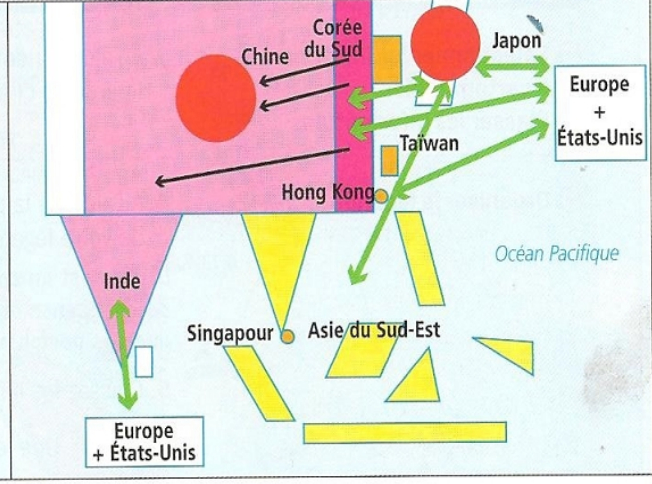 Corée
du Sud
Japon
Chine
Europe
+
États-Unis
Taïwan
Hong Kong
Océan Pacifique
Inde
Singapour
Asie du Sud-Est
Europe
+ États-Unis